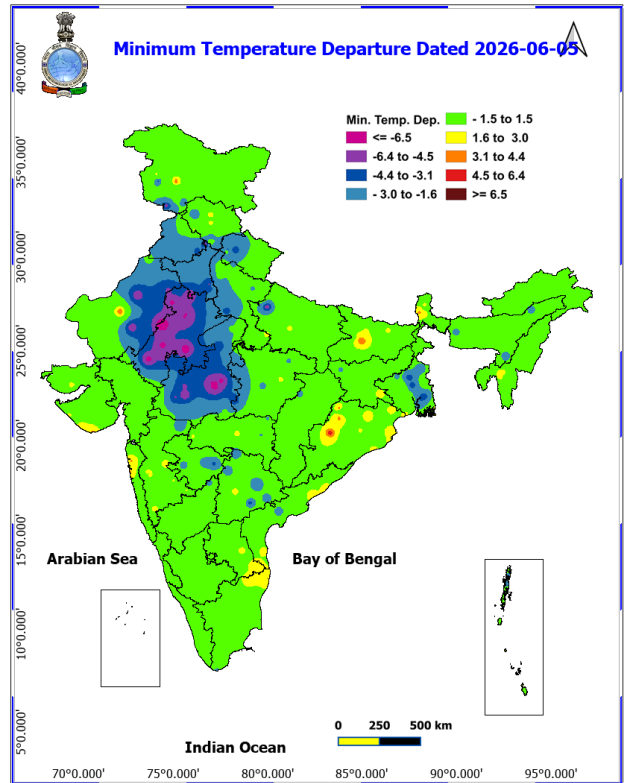 Minimum Temperature Departure Dated 2026-06-05
Min. Temp. Dep.
<= -6.5
-6.4 to -4.5
-4.4 to -3.1
- 3.0 to -1.6
- 1.5 to 1.5
1.6 to 3.0
3.1 to 4.4
4.5 to 6.4
>= 6.5
40°0.000'
35°0.000'
30°0.000'
25°0.000'
20°0.000'
15°0.000'
10°0.000'
5°0.000'
Arabian Sea
Bay of Bengal
Indian Ocean
0 250 500 km
70°0.000' 75°0.000' 80°0.000' 85°0.000' 90°0.000' 95°0.000'